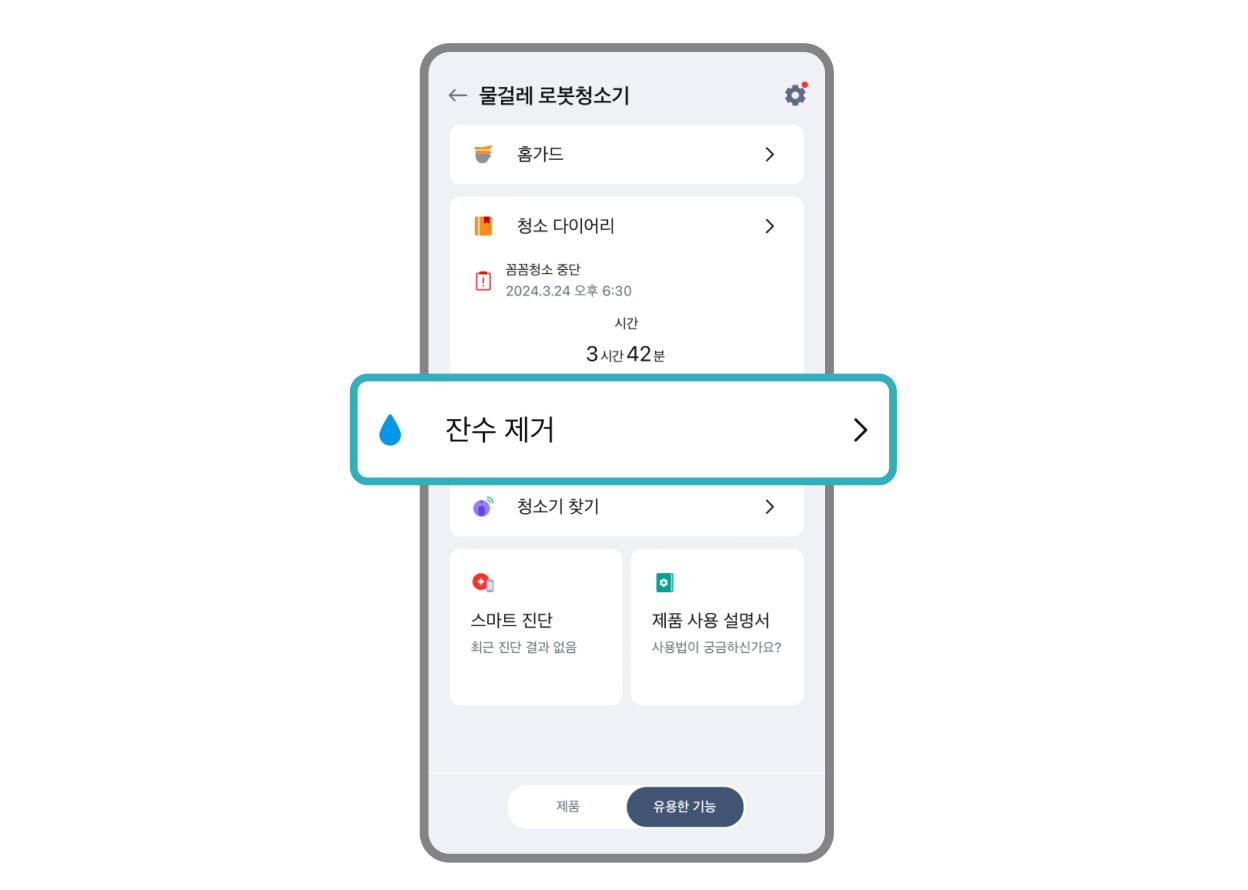 물걸레 로봇청소기
홈가드
청소 다이어리
꼼꼼청소 중단
2024.3.24 오후 6:30
시간
3시간 42분
잔수 제거
청소기 찾기
스마트 진단
최근 진단 결과 없음
제품 사용 설명서
사용법이 궁금하신가요?
제품
유용한 기능